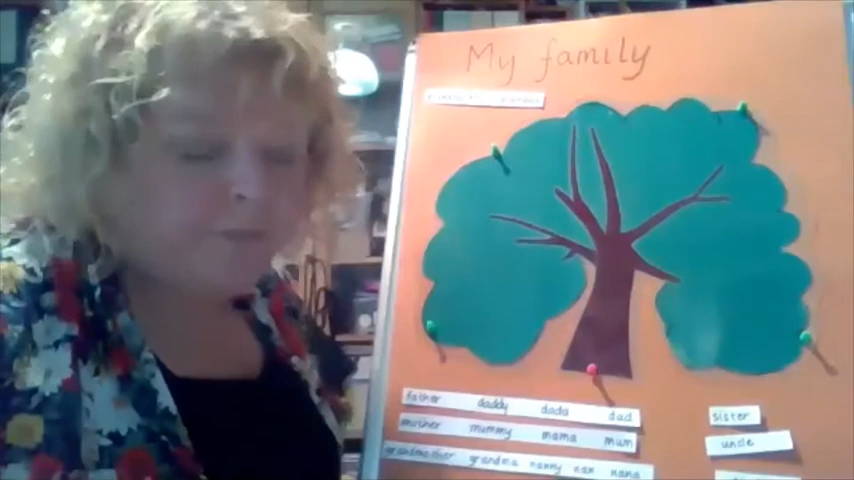 My family
father daddy dada dad
mother mummy mama mum
grandmother grandma nanny nan nana
sister
uncle